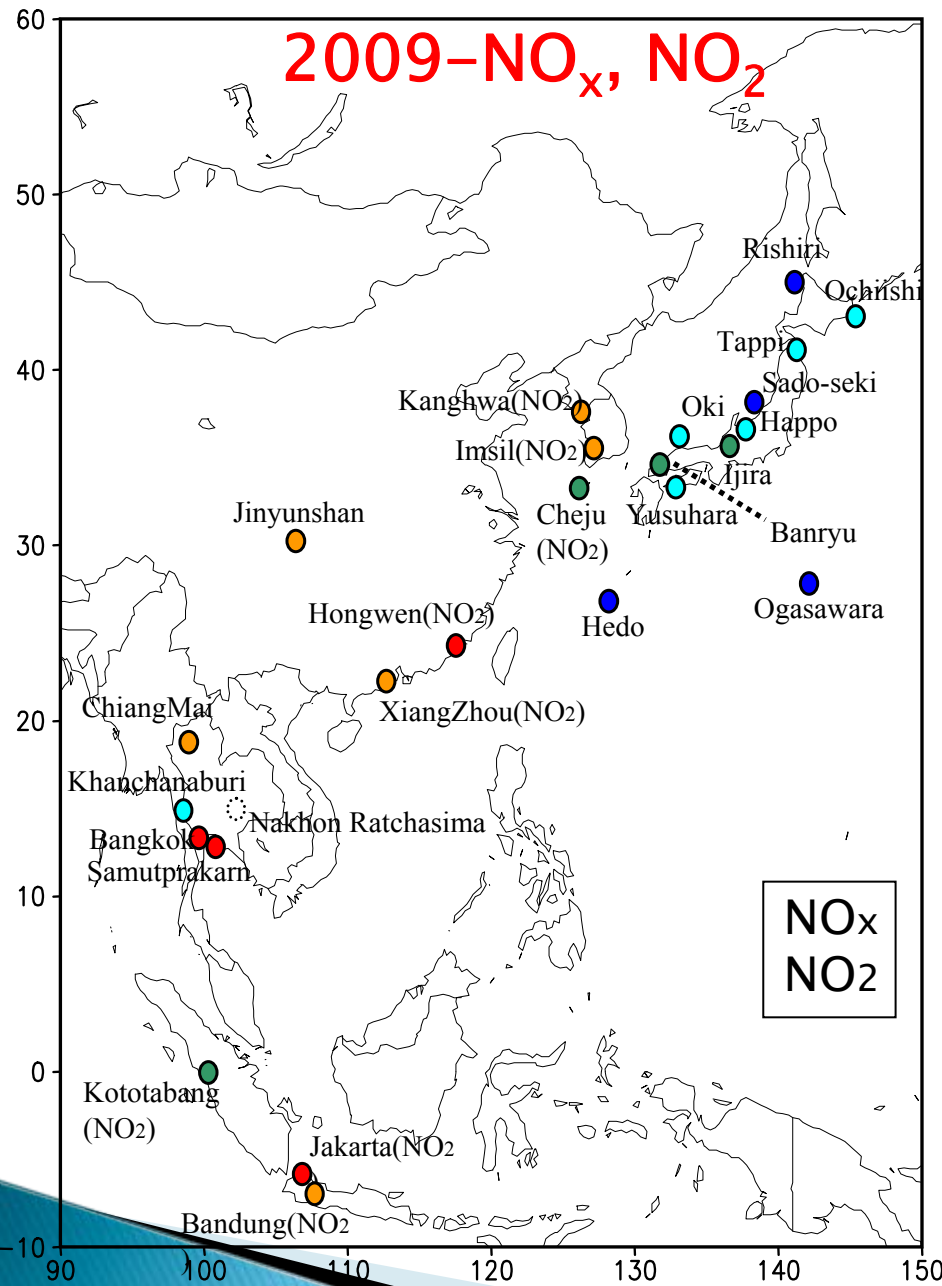 60
2009-NOx, NO2
50
Rishiri
Ochiishi
40
Tappi
Sado-seki
Kanghwa(NO2)
Oki
Happo
Imsil(NO2)
Ijira
Jinyunshan
Cheju
(NO2)
Yusuhara
Banryu
30
Ogasawara
Hongwen(NO2)
Hedo
XiangZhou(NO2)
20
ChiangMai
Khanchanaburi
Nakhon Ratchasima
Bangkok
Samutprakarn
10
NOx
NO2
0
Kototabang
(NO2)
Jakarta(NO2
Bandung(NO2
-10
90 100 110 120 130 140 150